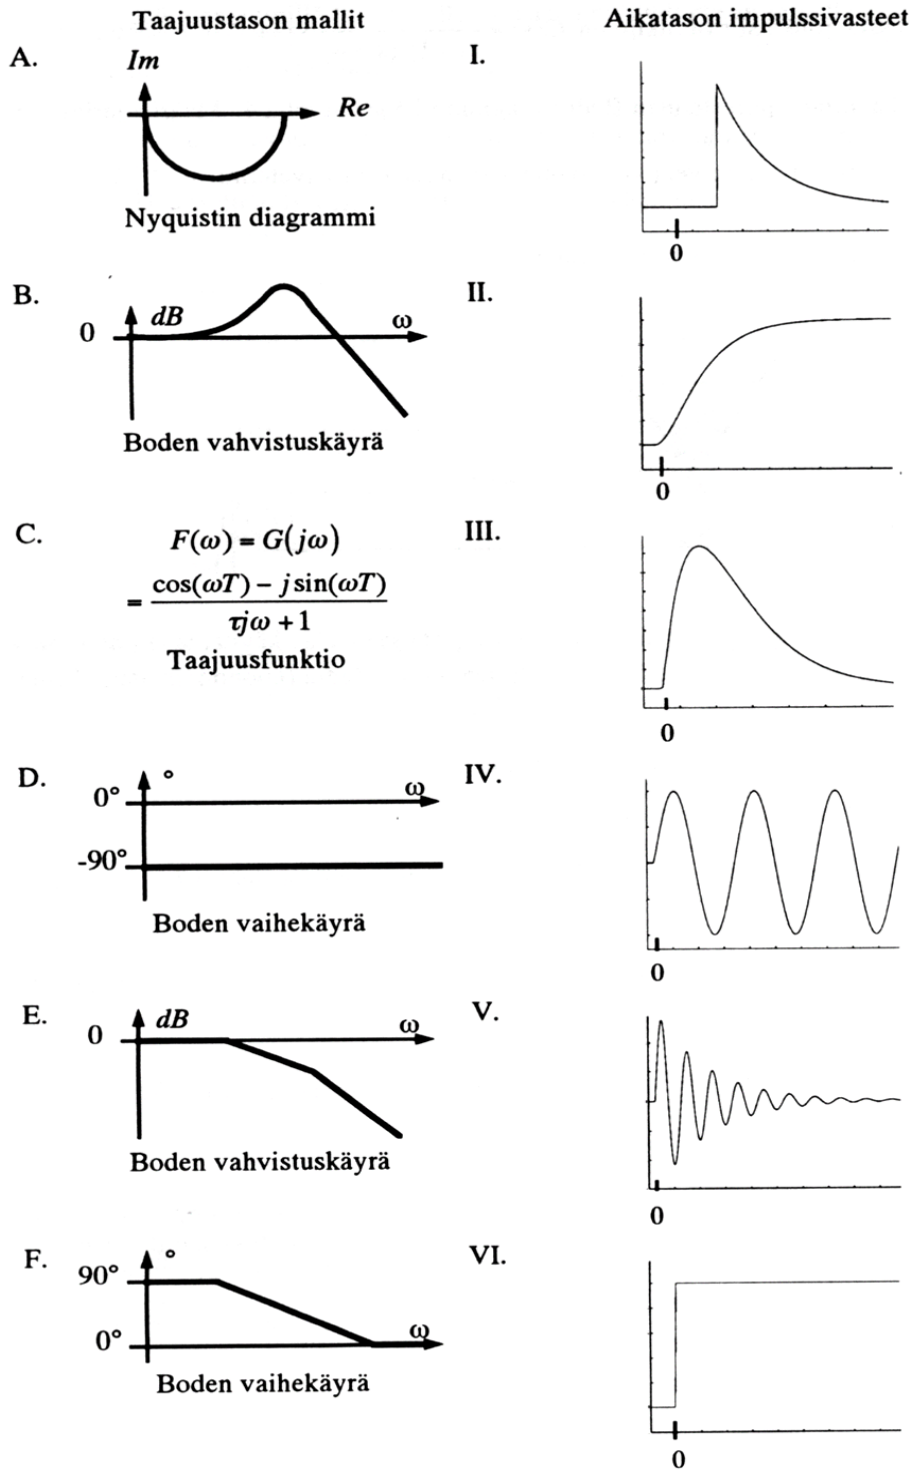 Taajuustason mallit
Aikatason impulssivasteet
A.
Im
Re
Nyquistin diagrammi
I.
0
B.
0
dB
ω
Boden vahvistuskäyrä
II.
0
C.
F(ω) = G(jω)
= cos(ωT) − j sin(ωT)
τjω + 1
Taajuusfunktio
III.
0
D.
°
0°
ω
-90°
Boden vaihekäyrä
IV.
0
E.
0
dB
ω
Boden vahvistuskäyrä
V.
0
F.
°
90°
0°
ω
Boden vaihekäyrä
VI.
0